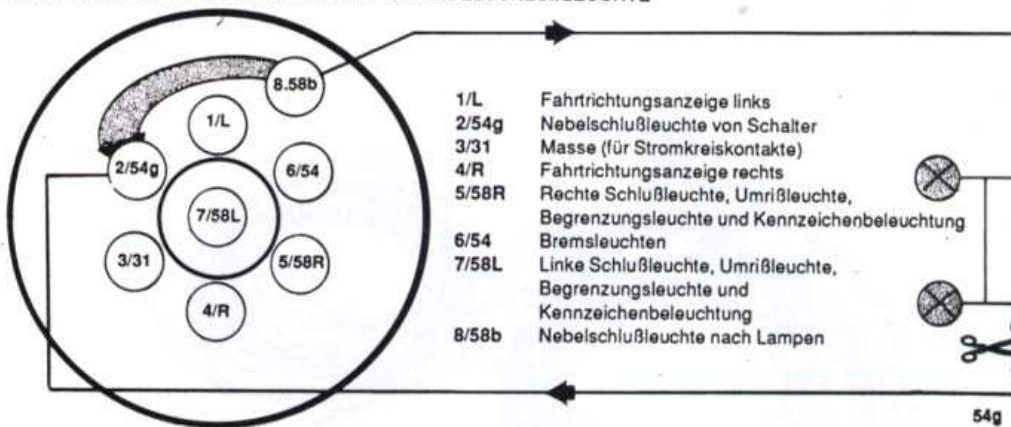 8.58b
1/L
2/54g
6/54
7/58L
3/31
5/58R
4/R
1/L Fahrtrichtungsanzeige links
2/54g Nebelschlußleuchte von Schalter
3/31 Masse (für Stromkreiskontakte)
4/R Fahrtrichtungsanzeige rechts
5/58R Rechte Schlußleuchte, Umrißleuchte,
Begrenzungsleuchte und Kennzeichenbeleuchtung
6/54 Bremsleuchten
7/58L Linke Schlußleuchte, Umrißleuchte,
Begrenzungsleuchte und
Kennzeichenbeleuchtung
8/58b Nebelschlußleuchte nach Lampen
54g